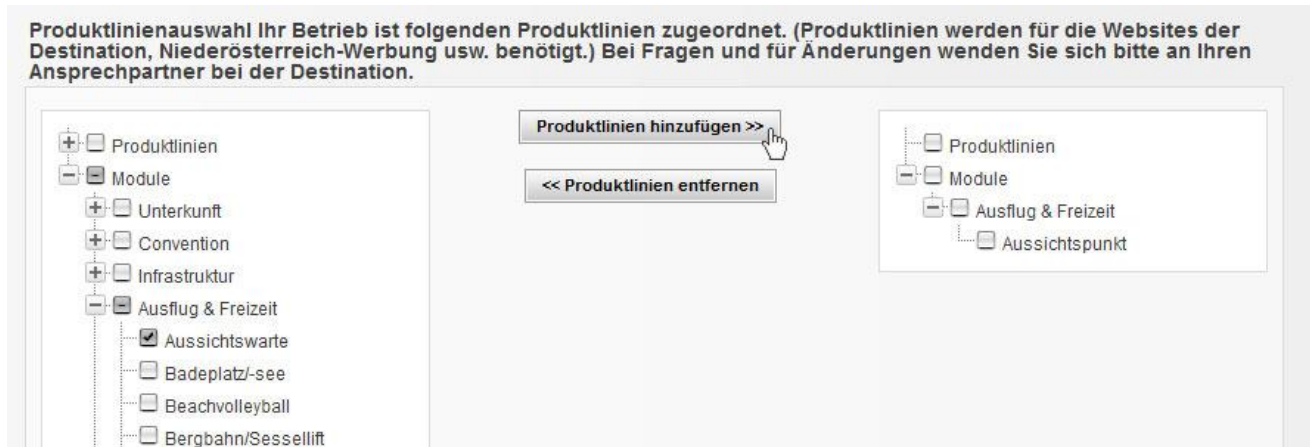 Produktlinienauswahl Ihr Betrieb ist folgenden Produktlinien zugeordnet. (Produktlinien werden für die Websites der
Destination, Niederösterreich-Werbung usw. benötigt.) Bei Fragen und für Änderungen wenden Sie sich bitte an Ihren
Ansprechpartner bei der Destination.
Produktlinien
Module
Unterkunft
Convention
Infrastruktur
Ausflug & Freizeit
Aussichtswarte
Badeplatz/-see
Beachvolleyball
Bergbahn/Sessellift
Produktlinien hinzufügen >>
<< Produktlinien entfernen
Produktlinien
Module
Ausflug & Freizeit
Aussichtspunkt